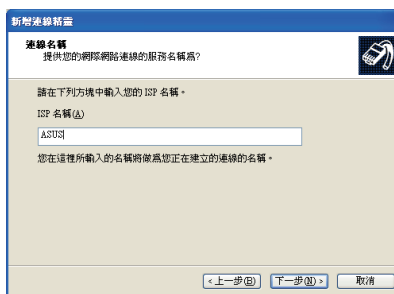 新增連線精靈
連線名稱
提供您的網際網路連線的服務名稱為?
請在下列方塊中輸入您的 ISP 名稱。
ISP 名稱(A)
ASUS
您在這裡所輸入的名稱將做為您正在建立的連線的名稱。
<上一步(B) 下一步(N)> 取消